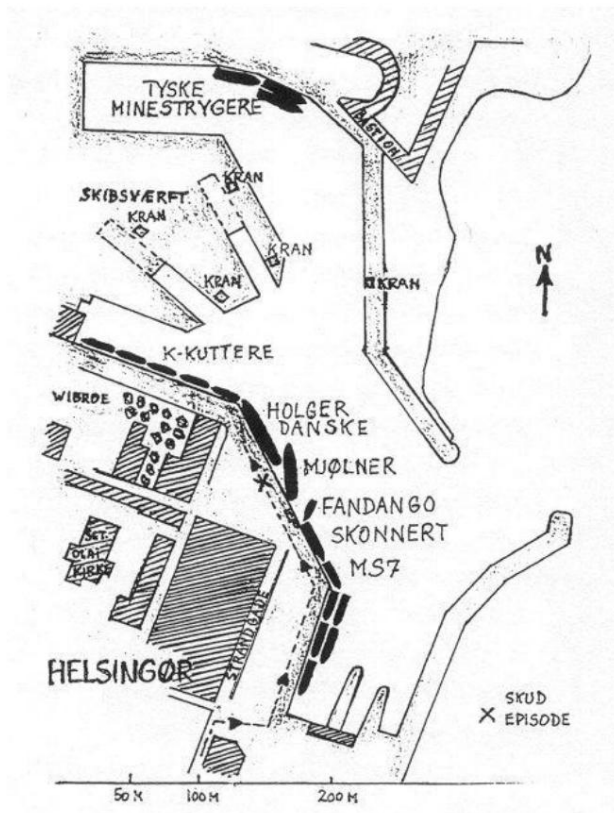 TYSKE
MINESTRYGERE
BASTION
KRAN
SKIBSVÆRFT
KRAN
KRAN
KRAN
KRAN
N
K-KUTTERE
WIBROE
HOLGER
DANSKE
MJØLNER
FANDANGO
SKONNERT
MS7
SCT.
OLAI
KIRKE
STRANDGADE
HELSINGØR
X SKUD
EPISODE
50 M 100 M 200 M